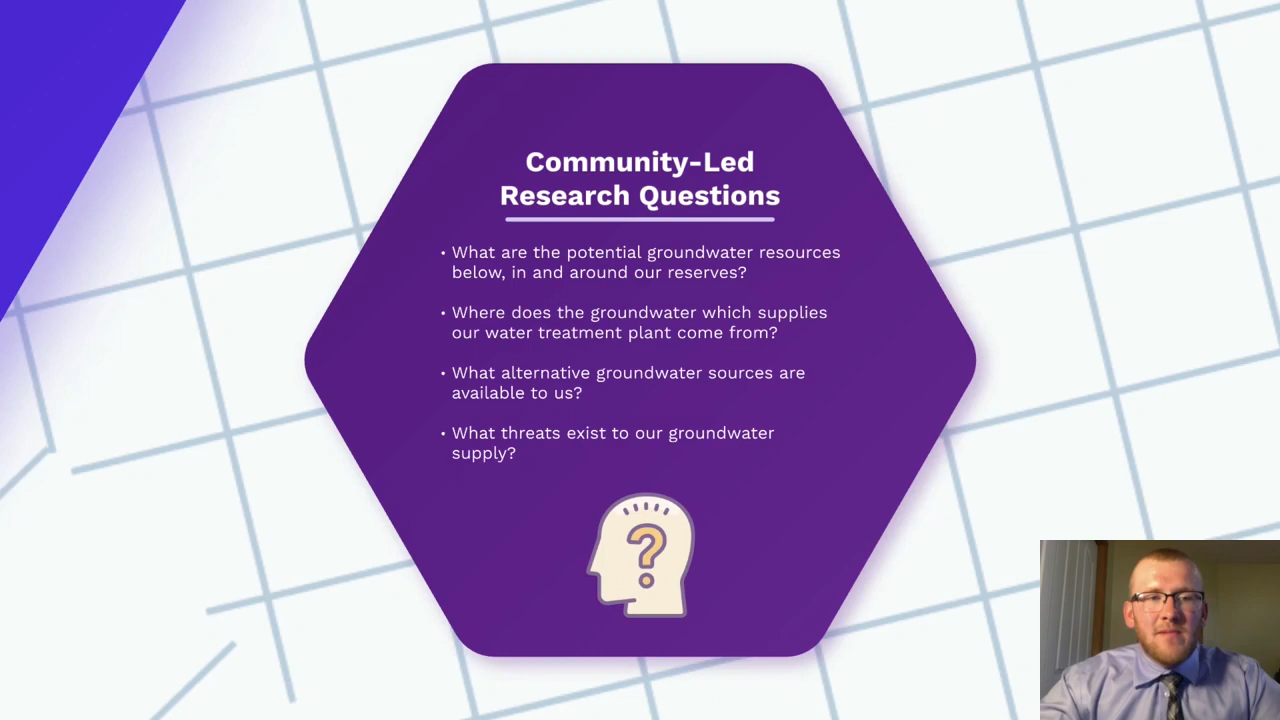 Community-Led
Research Questions
• What are the potential groundwater resources
below, in and around our reserves?
• Where does the groundwater which supplies
our water treatment plant come from?
• What alternative groundwater sources are
available to us?
• What threats exist to our groundwater
supply?
?